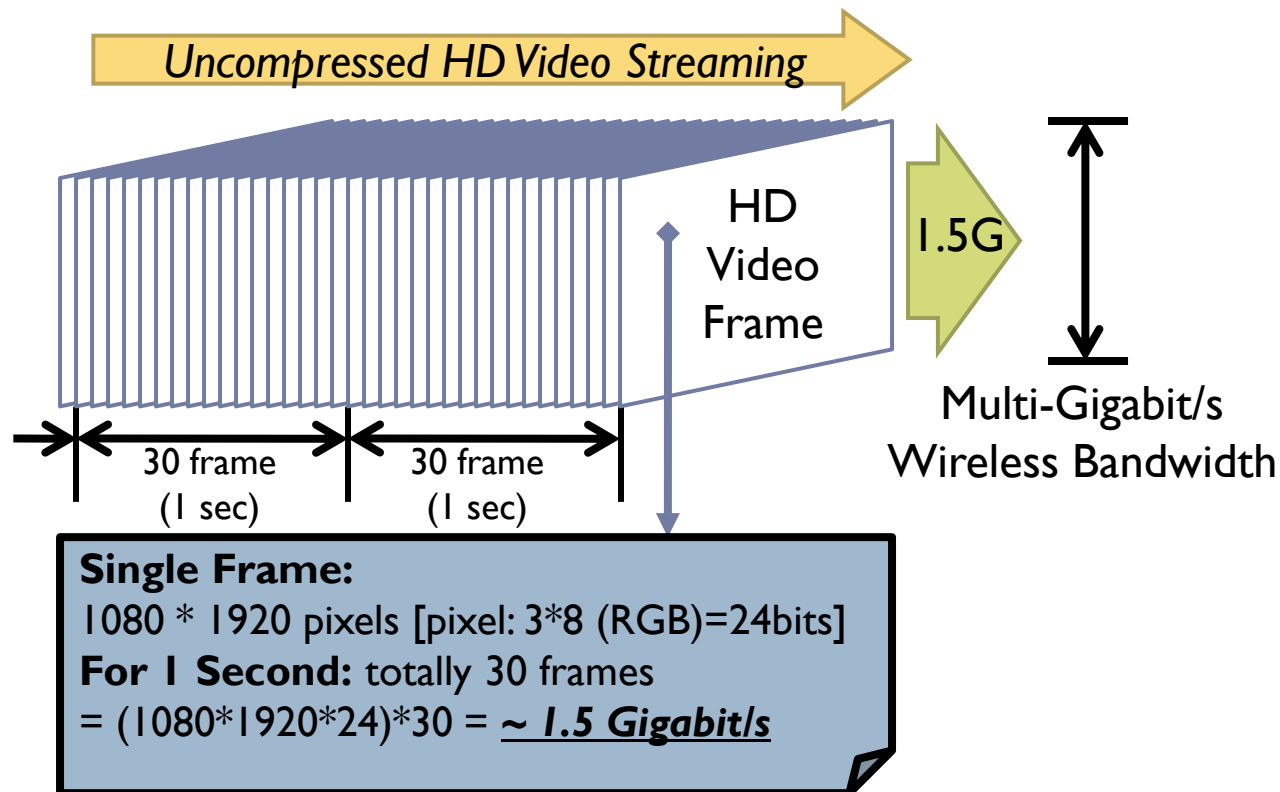 Uncompressed HD Video Streaming
HD
Video
Frame
1.5G
Multi-Gigabit/s
Wireless Bandwidth
30 frame
(1 sec)
30 frame
(1 sec)
Single Frame:
1080 * 1920 pixels [pixel: 3*8 (RGB)=24bits]
For 1 Second: totally 30 frames
= (1080*1920*24)*30 = ~ 1.5 Gigabit/s